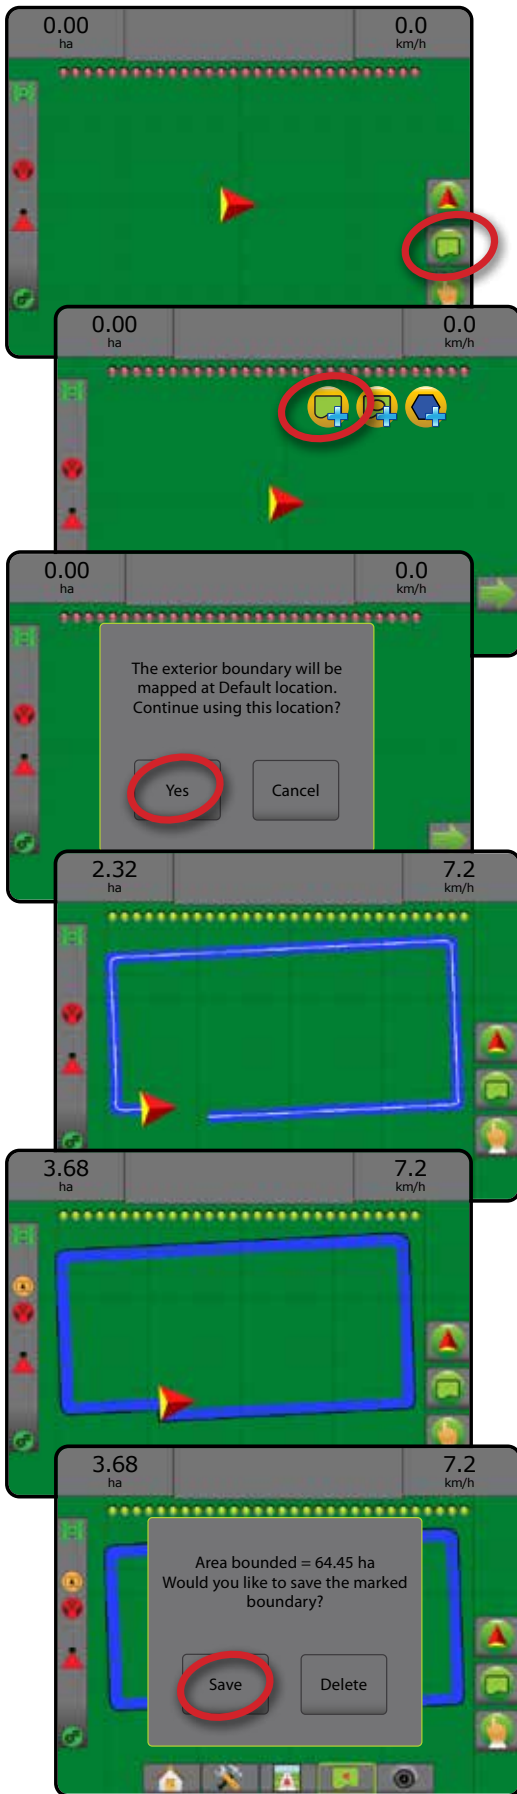 0.00 0.0
ha km/h
0.00 0.0
ha km/h
0.00 0.0
ha km/h
The exterior boundary will be
mapped at Default location.
Continue using this location?
Yes Cancel
2.32 7.2
ha km/h
3.68 7.2
ha km/h
3.68 7.2
ha km/h
Area bounded = 64.45 ha
Would you like to save the marked
boundary?
Save Delete